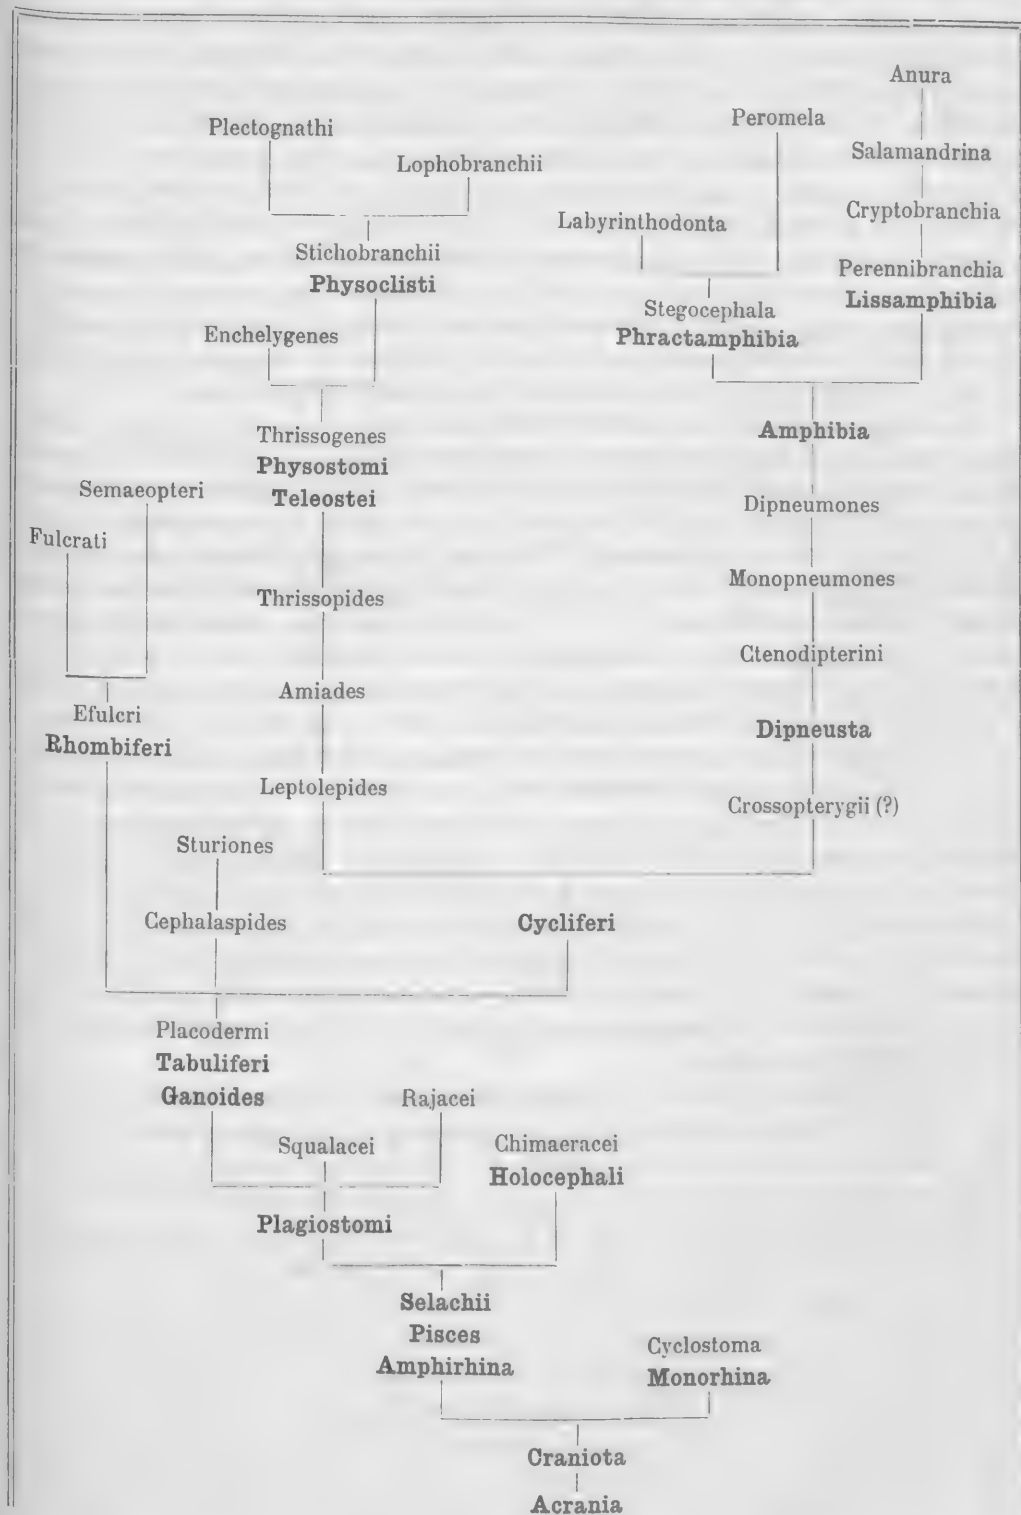 Anura
Peromela
Plectognathi
Salamandrina
Lophobranchii
Cryptobranchia
Labyrinthodonta
Stichobranchii
Physoclisti
Perennibranchia
Lissamphibia
Stegocephala
Phractamphibia
Enchelygenes
Thrissogenes
Physostomi
Teleostei
Amphibia
Semaeopteri
Dipneumones
Fulcrati
Monopneumones
Thrissopides
Ctenodipterini
Amiades
Efulcri
Rhombiferi
Dipneusta
Leptolepides
Crossopterygii (?)
Sturiones
Cephalaspides
Cycliferi
Placodermi
Tabuliferi
Ganoides
Rajacei
Squalacei
Chimaeracei
Holocephali
Plagiostomi
Selachii
Pisces
Amphirhina
Cyclostoma
Monorhina
Craniota
Acrania